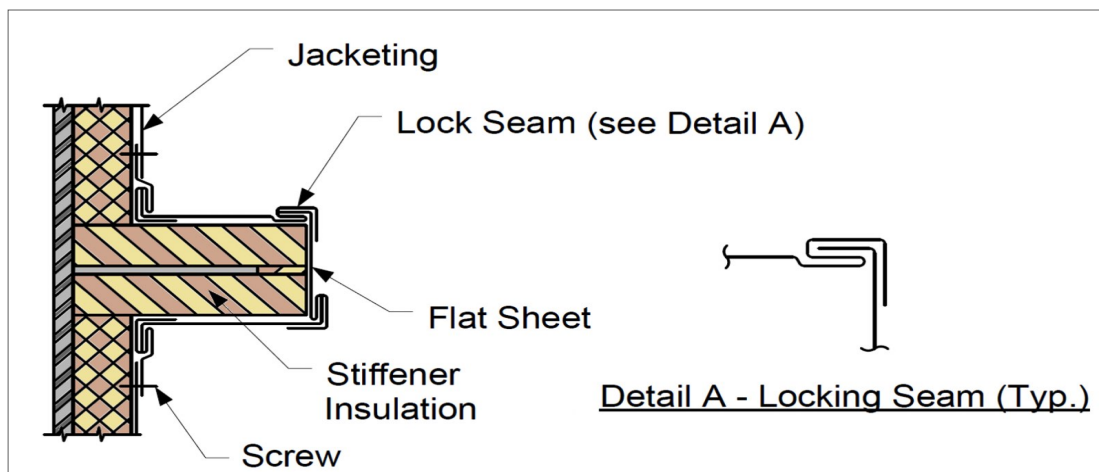 Jacketing
Lock Seam (see Detail A)
Flat Sheet
Stiffener
Insulation
Screw
Detail A - Locking Seam (Typ.)